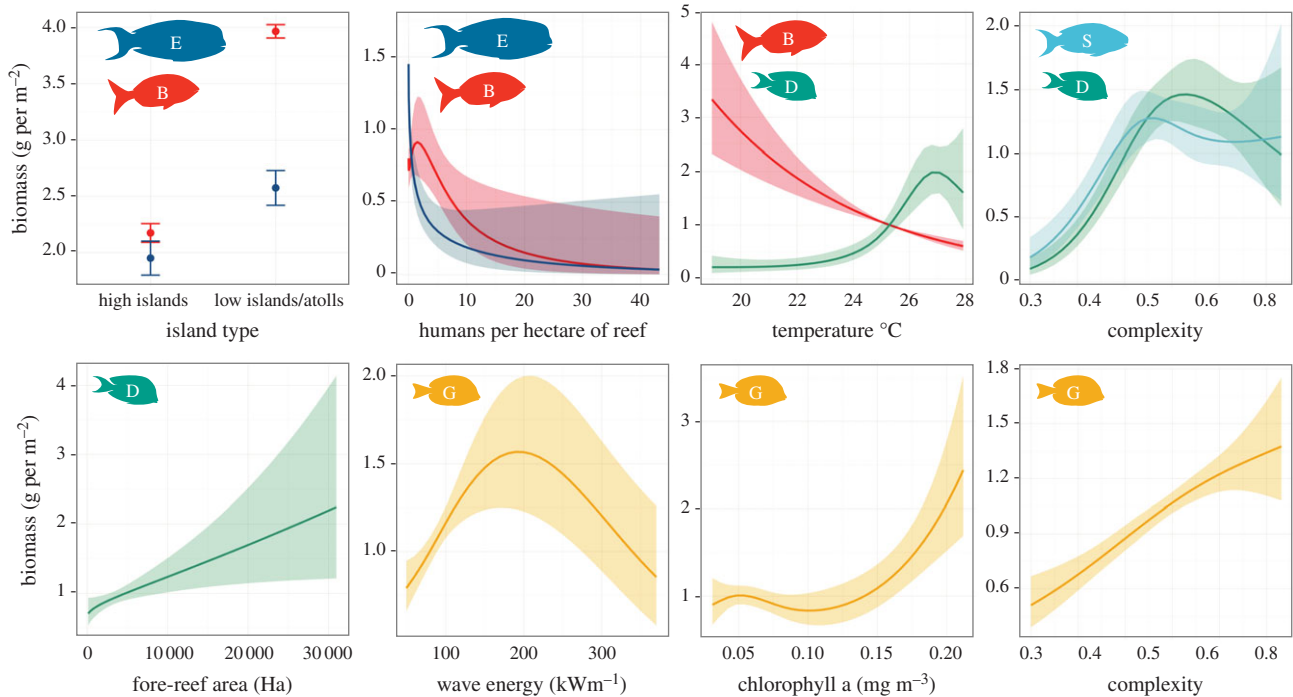 biomass (g per m–2)
4.0
3.5
3.0
2.5
2.0
E
B
high islands
low islands/atolls
island type
1.5
1.0
0.5
0
E
B
0
10
20
30
40
humans per hectare of reef
5
4
3
2
1
0
B
D
20
22
24
26
28
temperature °C
2.0
1.5
1.0
0.5
0
S
D
0.3
0.4
0.5
0.6
0.8
complexity
biomass (g per m–2)
4
3
2
1
D
0
10 000
20 000
30 000
fore-reef area (Ha)
2.0
1.5
1.0
G
100
200
300
wave energy (kWm–1)
3
2
1
G
0.05
0.10
0.15
0.20
chlorophyll a (mg m–3)
1.8
1.5
1.2
0.9
0.6
G
0.3
0.4
0.5
0.6
0.8
complexity